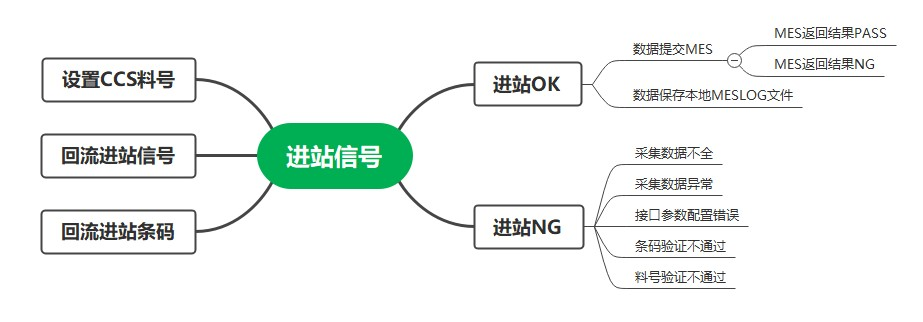 设置CCS料号
回流进站信号
回流进站条码
进站信号
进站OK
数据提交MES
MES返回结果PASS
MES返回结果NG
数据保存本地MESLOG文件
进站NG
采集数据不全
采集数据异常
接口参数配置错误
条码验证不通过
料号验证不通过